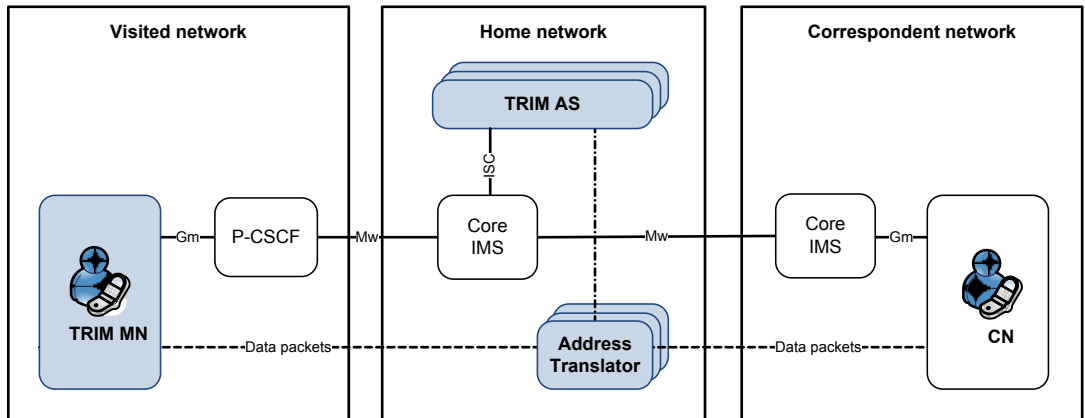 Visited network
Home network
Correspondent network
TRIM AS
ISC
TRIM MN
Gm
P-CSCF
Mw
Core
IMS
Mw
Core
IMS
Gm
CN
Data packets
Address
Translator
Data packets